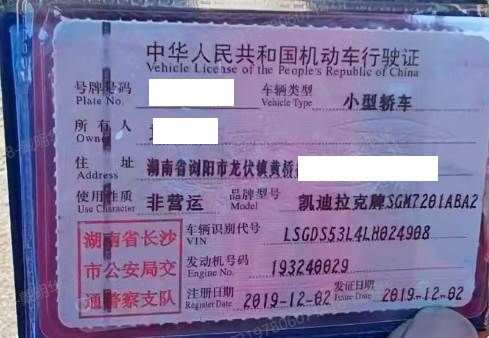 中华人民共和国机动车行驶证
Vehicle License of the People's Republic of China
号牌号码 车辆类型 小型轿车
Plate No. Vehicle Type
所有人
Owner
住址 湖南省浏阳市龙伏镇黄桥
Address
使用性质 非营运 品牌型号 凯迪拉克牌SGM7201ABA2
Use Character Model
湖南省长沙
市公安局交
通警察支队
车辆识别代号 LSGDS53L4LH024908
VIN
发动机号码 193240029
Engine No.
注册日期 2019-12-02 发证日期 2019-12-02
Register Date Issue Date